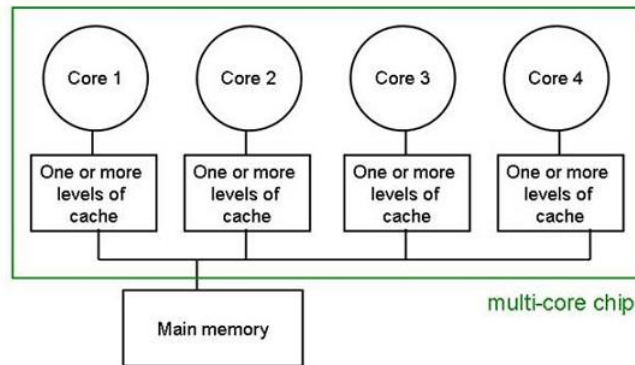 Core 1
Core 2
Core 3
Core 4
One or more
levels of
cache
One or more
levels of
cache
One or more
levels of
cache
One or more
levels of
cache
multi-core chip
Main memory